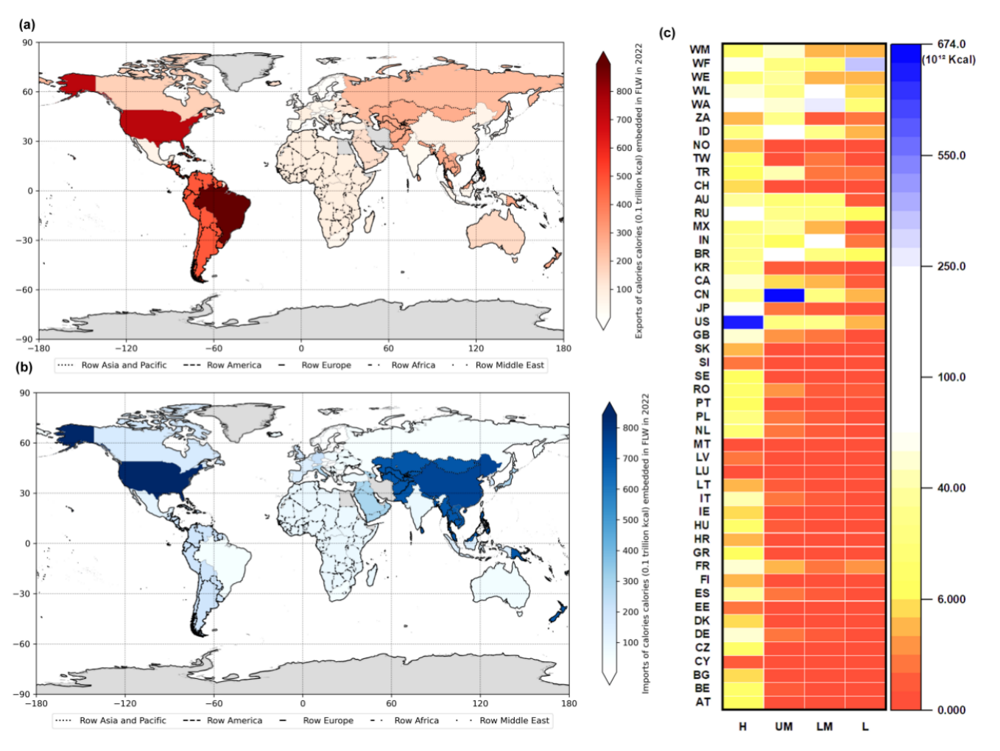 (a)
90
60
30
0
−30
−60
−90
−180 −120 −60 0 60 120 180
Row Asia and Pacific Row America Row Europe Row Africa Row Middle East
800
700
600
500
400
300
200
100
Exports of calories calories (0.1 trillion kcal) embedded in FLW in 2022
(b)
90
60
30
0
−30
−60
−90
−180 −120 −60 0 60 120 180
Row Asia and Pacific Row America Row Europe Row Africa Row Middle East
800
700
600
500
400
300
200
100
Imports of calories calories (0.1 trillion kcal) embedded in FLW in 2022
(c)
WM
WF
WE
WL
WA
ZA
ID
NO
TW
TR
CH
AU
RU
MX
IN
BR
KR
CA
CN
JP
US
GB
SK
SI
SE
RO
PT
PL
NL
MT
LV
LU
LT
IT
IE
HU
HR
GR
FR
FI
ES
EE
DK
DE
CZ
CY
BG
BE
AT
H UM LM L
674.0
(10¹² Kcal)
550.0
250.0
100.0
40.00
6.000
0.000